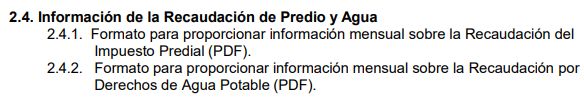 2.4. Información de la Recaudación de Predio y Agua
2.4.1. Formato para proporcionar información mensual sobre la Recaudación del
Impuesto Predial (PDF).
2.4.2. Formato para proporcionar información mensual sobre la Recaudación por
Derechos de Agua Potable (PDF).